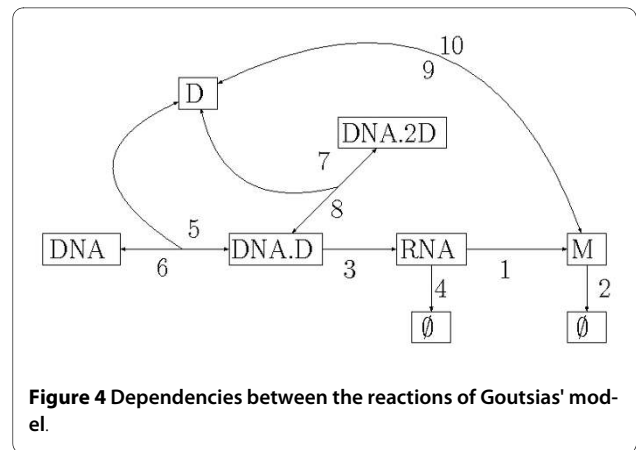 10
9
D
DNA.2D
7
8
5
DNA
DNA.D
RNA
M
6
3
1
4
2
∅
∅
Figure 4 Dependencies between the reactions of Goutsias' mod-
el.